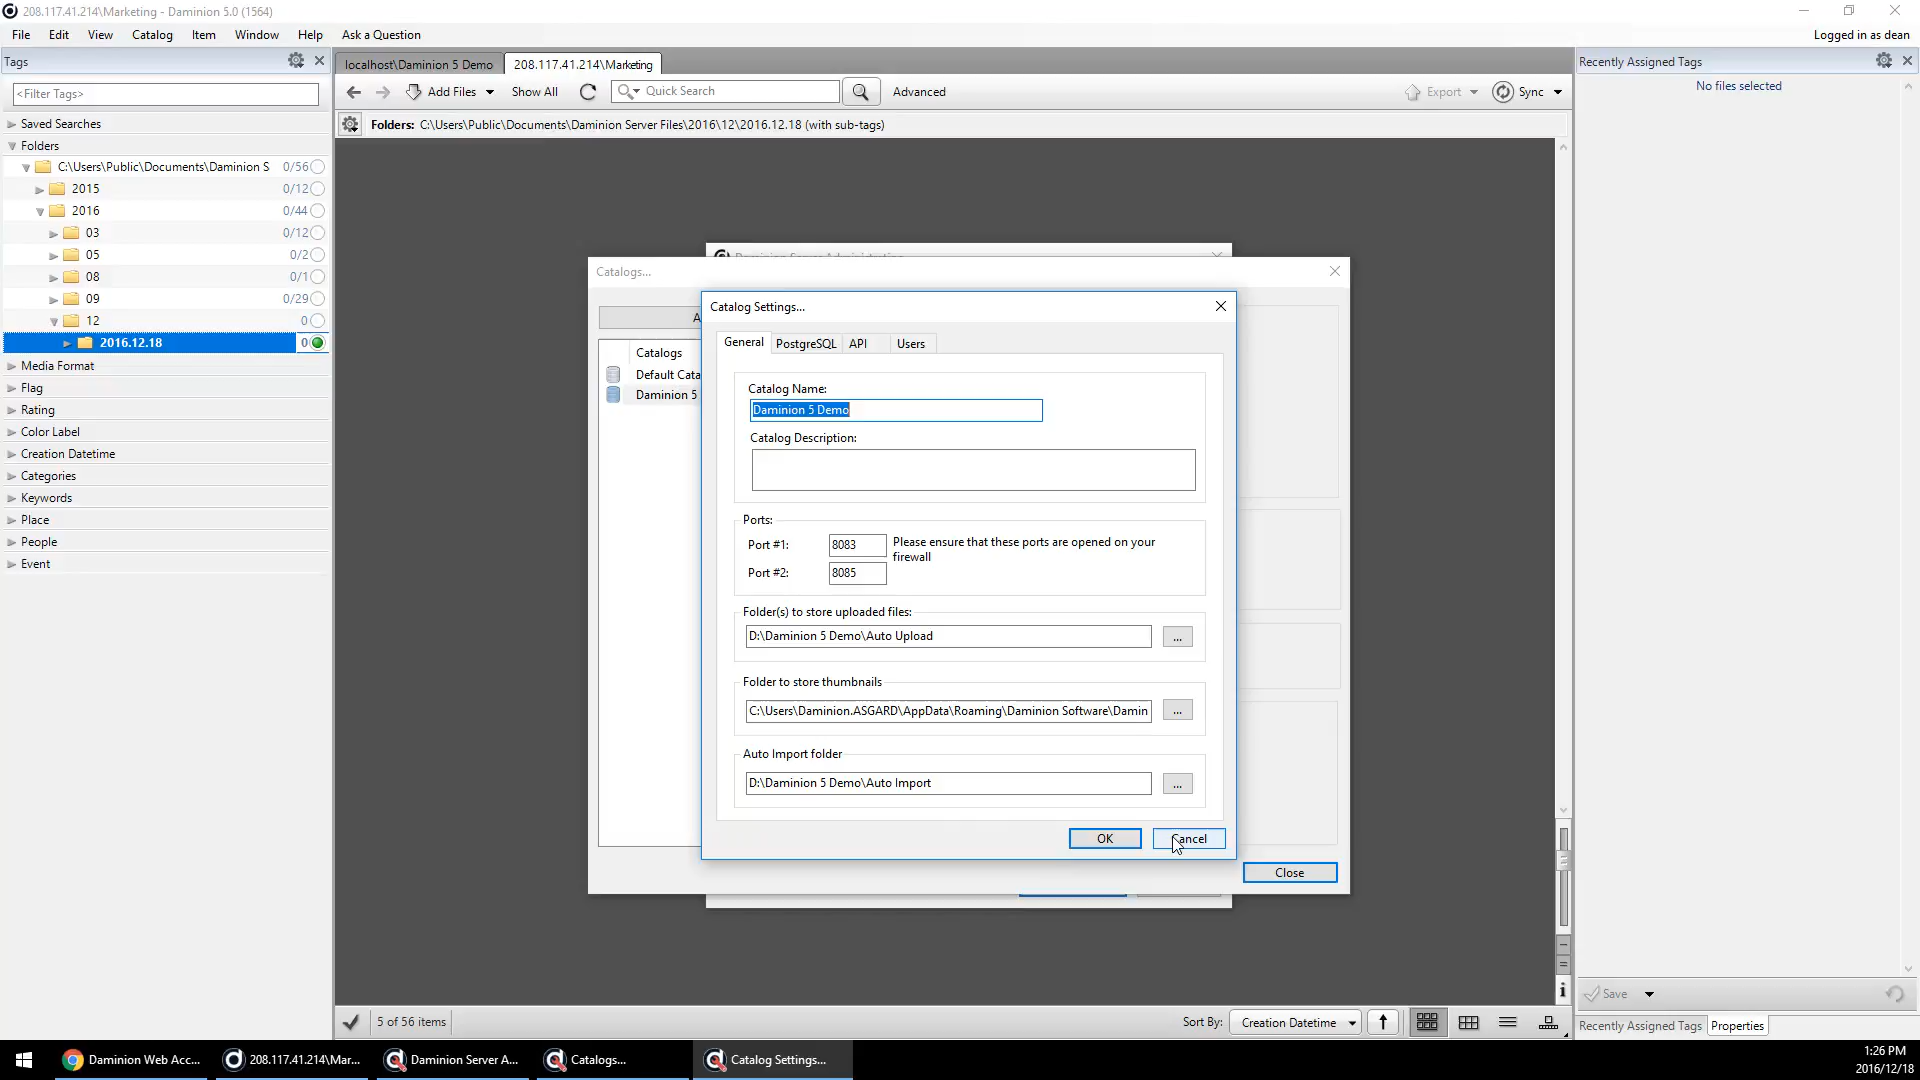 208.117.41.214\Marketing - Daminion 5.0 (1564)
File Edit View Catalog Item Window Help Ask a Question
Logged in as dean
Tags
<Filter Tags>
Saved Searches
Folders
C:\Users\Public\Documents\Daminion S 0/56
2015 0/12
2016 0/44
03 0/12
05 0/2
08 0/1
09 0/29
12 0
2016.12.18 0
Media Format
Flag
Rating
Color Label
Creation Datetime
Categories
Keywords
Place
People
Event
localhost\Daminion 5 Demo 208.117.41.214\Marketing
Add Files Show All Quick Search Advanced Export Sync
Folders: C:\Users\Public\Documents\Daminion Server Files\2016\12\2016.12.18 (with sub-tags)
Daminion Server Administration
Catalogs...
A
Catalogs
Default Cata
Daminion 5
Close
Catalog Settings...
General PostgreSQL API Users
Catalog Name:
Daminion 5 Demo
Catalog Description:
Ports:
Port #1: 8083 Please ensure that these ports are opened on your
firewall
Port #2: 8085
Folder(s) to store uploaded files:
D:\Daminion 5 Demo\Auto Upload ...
Folder to store thumbnails
C:\Users\Daminion.ASGARD\AppData\Roaming\Daminion Software\Damin ...
Auto Import folder
D:\Daminion 5 Demo\Auto Import ...
OK Cancel
5 of 56 items
Sort By: Creation Datetime
Recently Assigned Tags
No files selected
Save
Recently Assigned Tags Properties
Daminion Web Acc... 208.117.41.214\Mar... Daminion Server A... Catalogs... Catalog Settings...
1:26 PM
2016/12/18